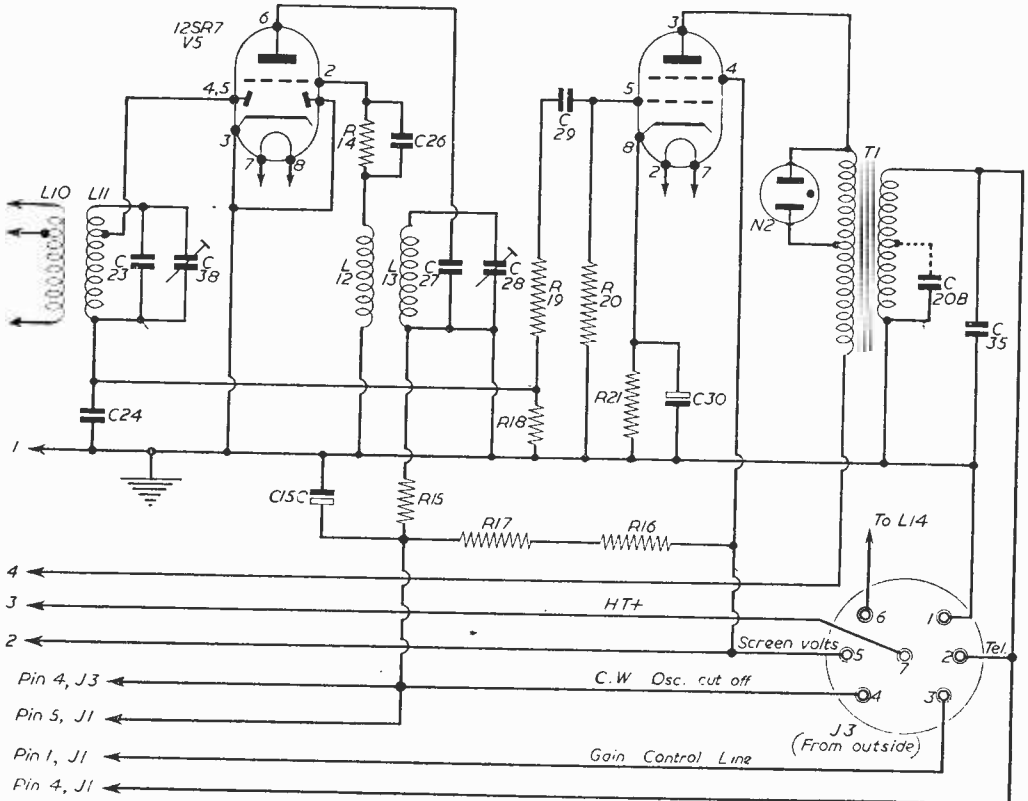 6
12SR7
V5
2
4,5
3
7
8
R
14
C26
L10
L11
C
23
C
38
L
12
L
13
C
27
C
28
C24
3
4
5
8
2
7
C
29
R
19
R
20
R18
R21
C30
N2
T1
C
20B
C
35
1
C15C
R15
R17
R16
To L14
4
3
HT+
2
Screen volts
6
1
5
7
2
Tel.
4
3
Pin 4, J3
C.W Osc. cut off
Pin 5, J1
J3
(From outside)
Pin 1, J1
Gain Control Line
Pin 4, J1